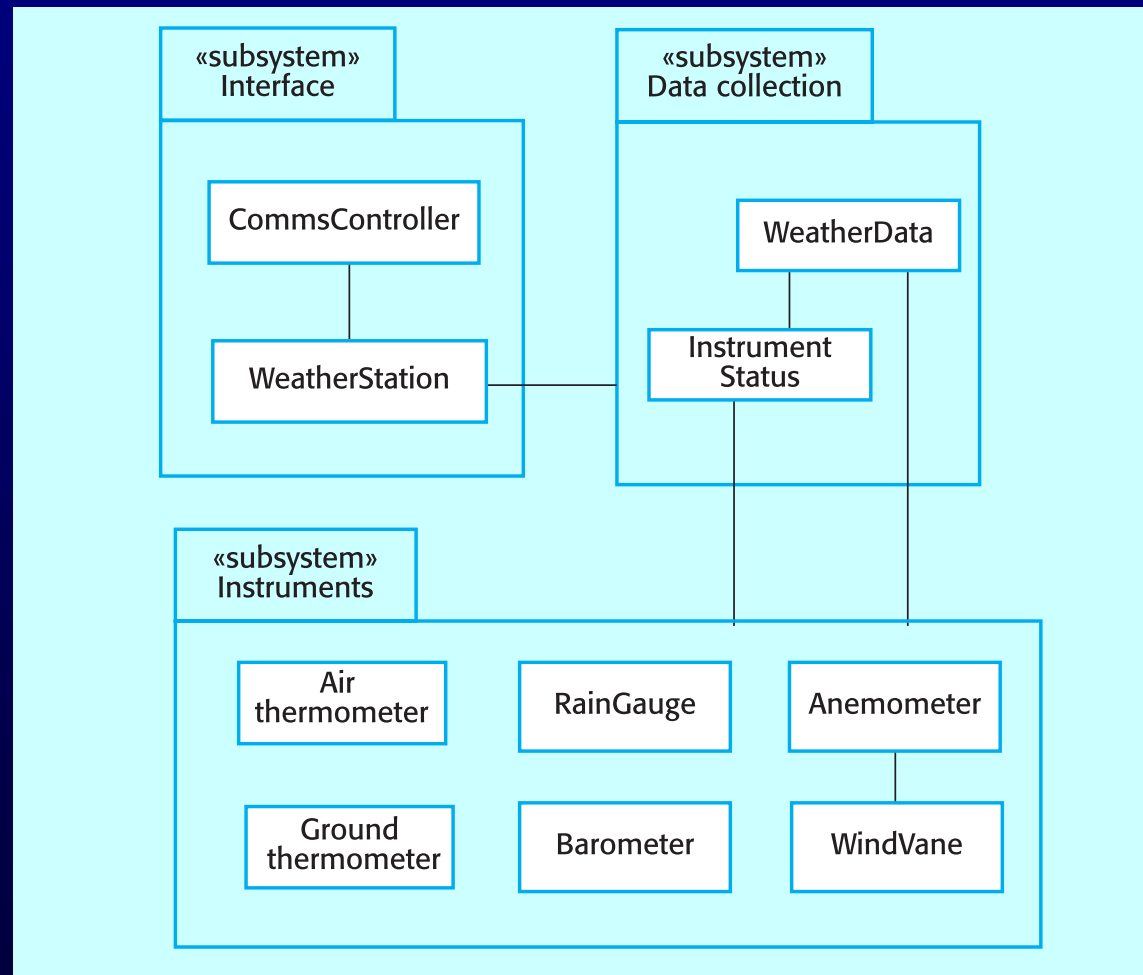 «subsystem»
Interface
«subsystem»
Data collection
CommsController
WeatherData
WeatherStation
Instrument
Status
«subsystem»
Instruments
Air
thermometer
RainGauge
Anemometer
Ground
thermometer
Barometer
WindVane